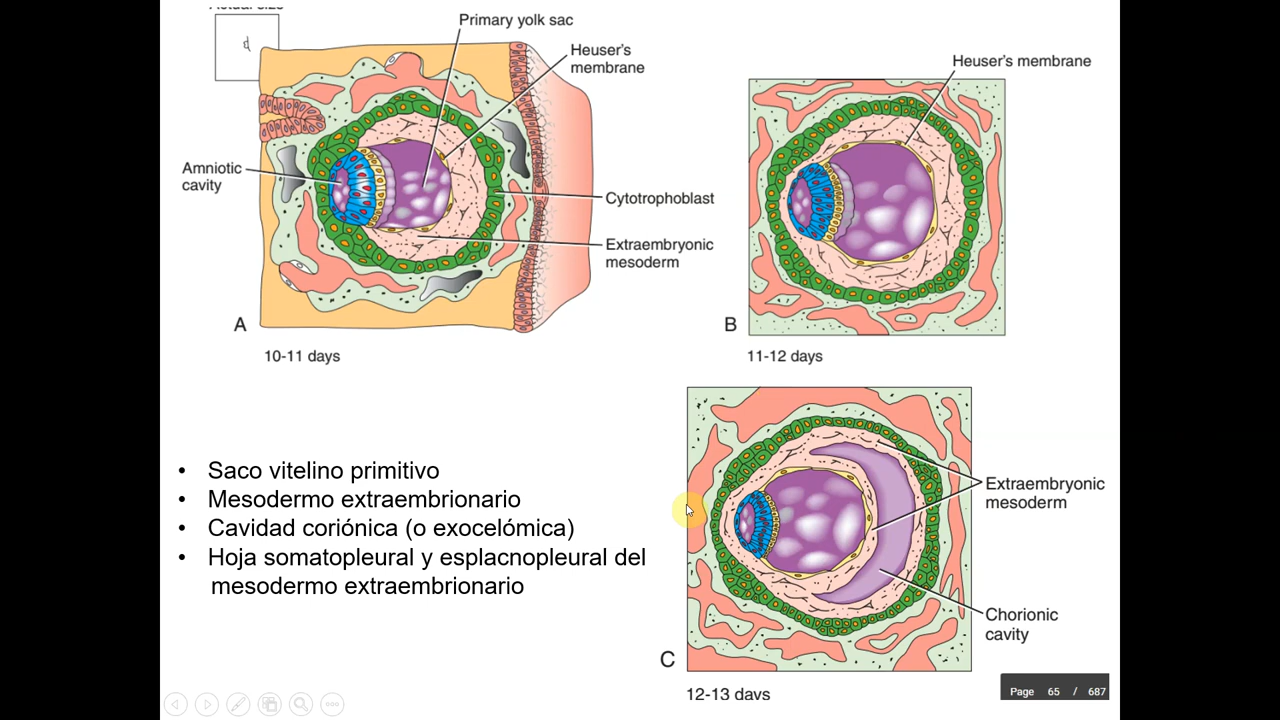 Actual size
Primary yolk sac
Heuser's
membrane
Amniotic
cavity
Cytotrophoblast
Extraembryonic
mesoderm
A
10-11 days
Heuser's membrane
B
11-12 days
• Saco vitelino primitivo
• Mesodermo extraembrionario
• Cavidad coriónica (o exocelómica)
• Hoja somatopleural y esplacnopleural del
mesodermo extraembrionario
Extraembryonic
mesoderm
Chorionic
cavity
C
12-13 days
Page 65 / 687